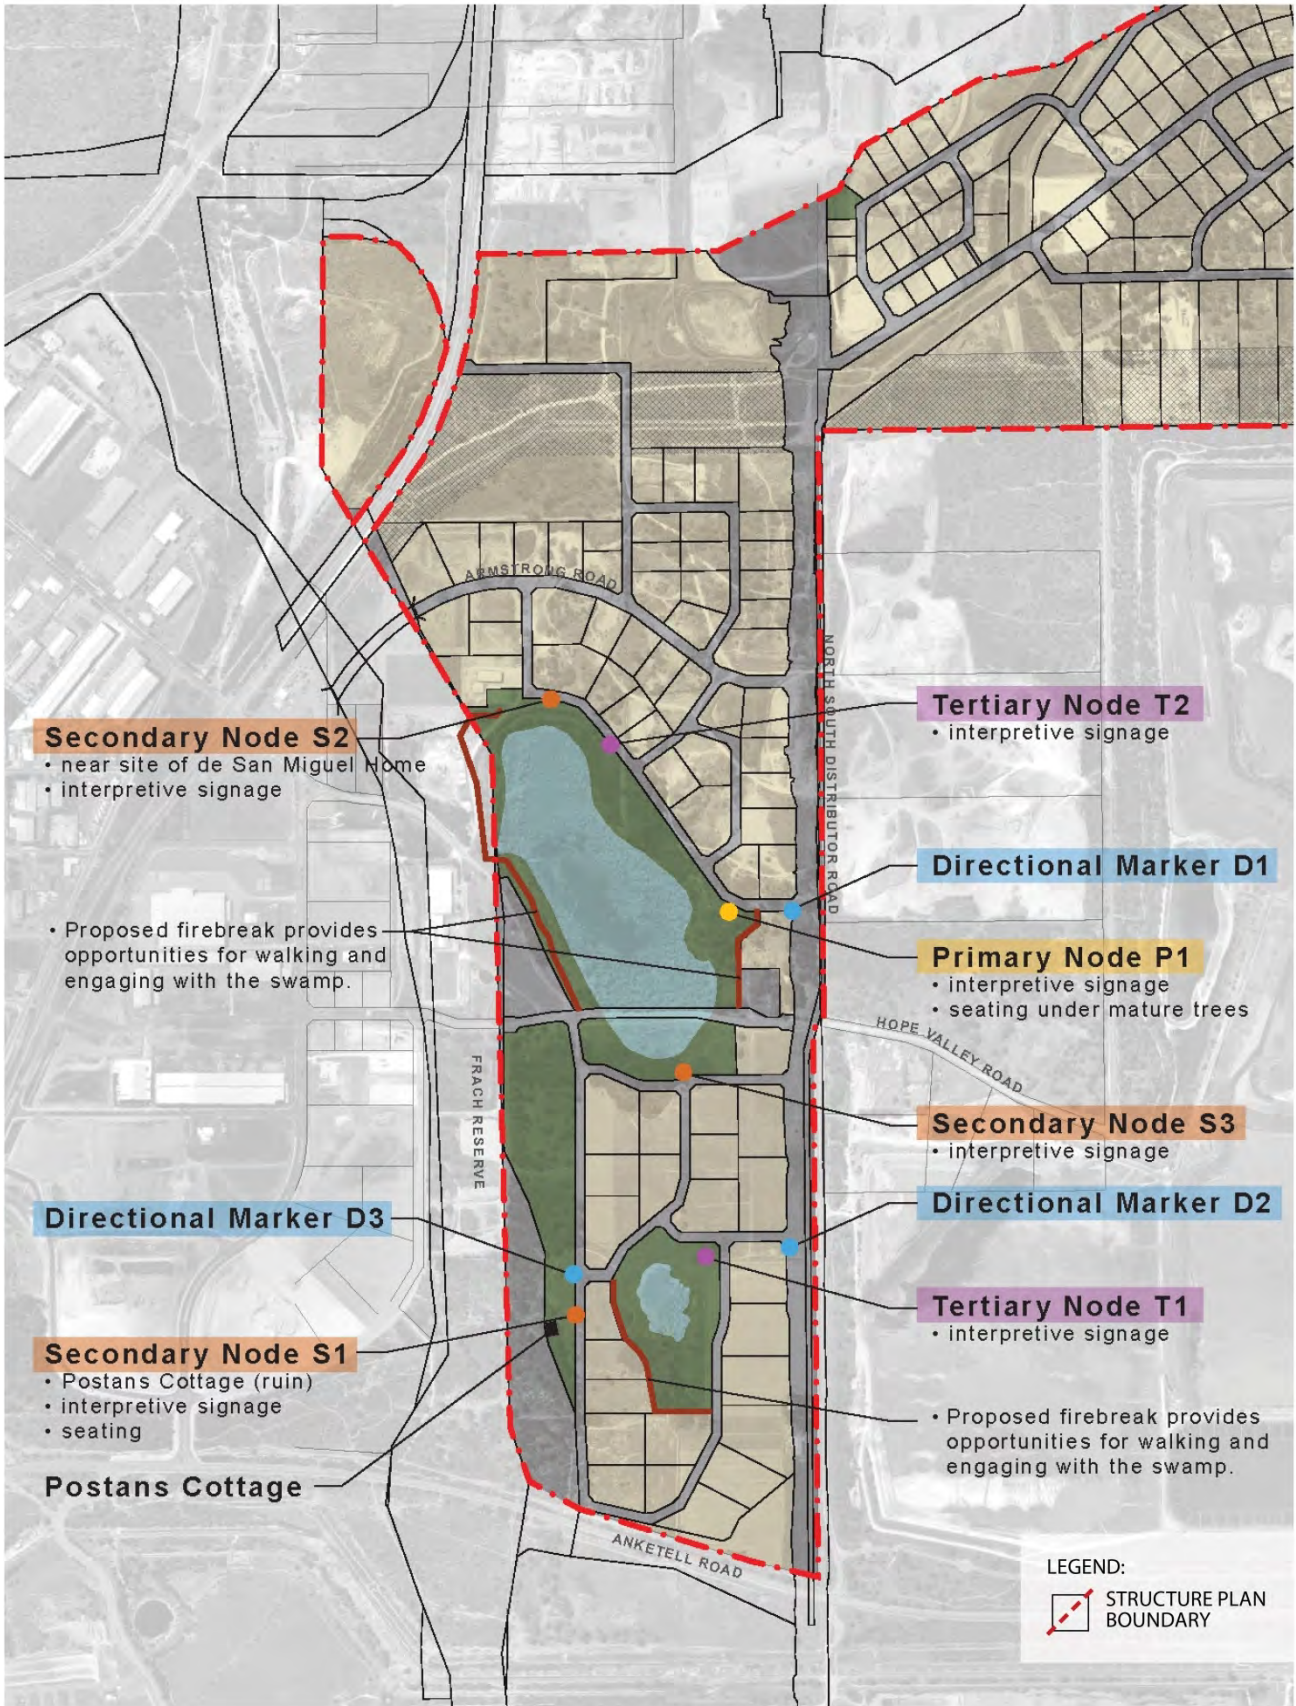 ARMSTRONG ROAD
NORTH SOUTH DISTRIBUTOR ROAD
Tertiary Node T2
• interpretive signage
Secondary Node S2
• near site of de San Miguel Home
• interpretive signage
Directional Marker D1
• Proposed firebreak provides
opportunities for walking and
engaging with the swamp.
Primary Node P1
• interpretive signage
• seating under mature trees
HOPE VALLEY ROAD
FRACH RESERVE
Secondary Node S3
• interpretive signage
Directional Marker D3
Directional Marker D2
Tertiary Node T1
• interpretive signage
Secondary Node S1
• Postans Cottage (ruin)
• interpretive signage
• seating
• Proposed firebreak provides
opportunities for walking and
engaging with the swamp.
Postans Cottage
ANKETELL ROAD
LEGEND:
STRUCTURE PLAN
BOUNDARY